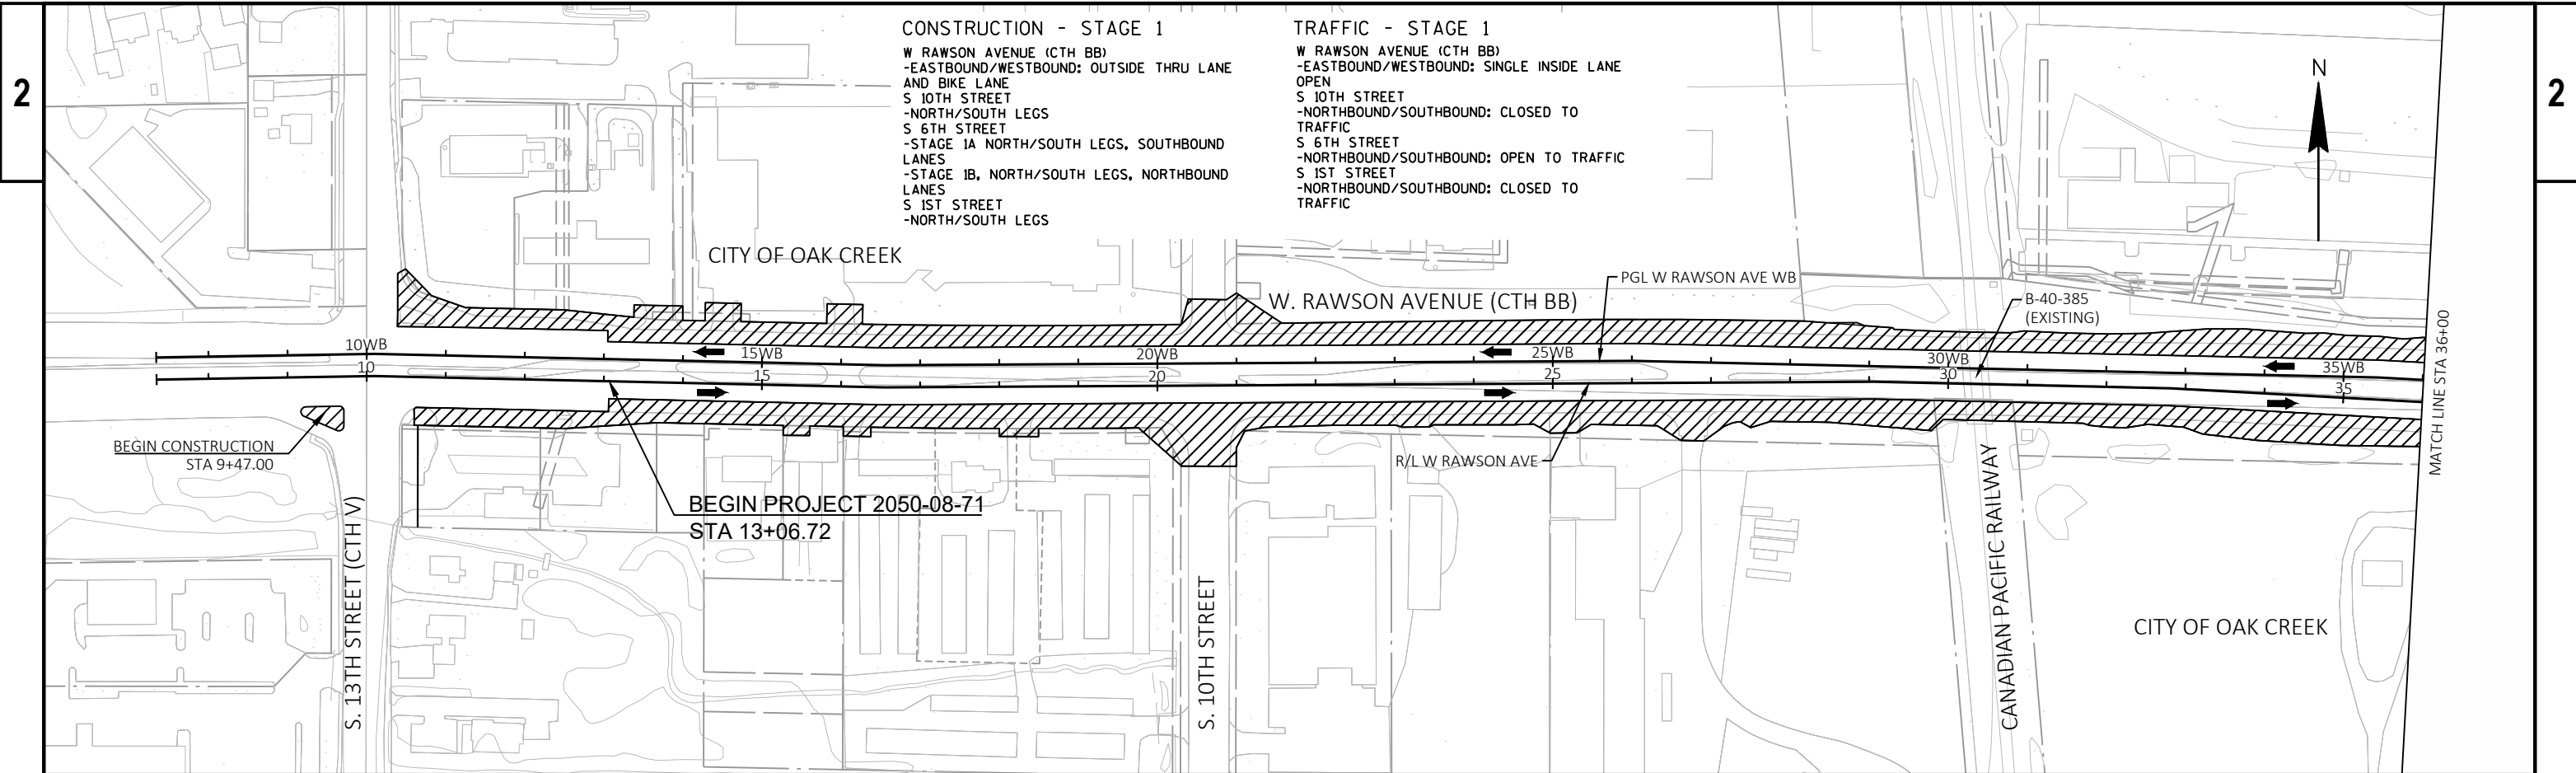 2
2
CONSTRUCTION - STAGE 1
W RAWSON AVENUE (CTH BB)
-EASTBOUND/WESTBOUND: OUTSIDE THRU LANE
AND BIKE LANE
S 10TH STREET
-NORTH/SOUTH LEGS
S 6TH STREET
-STAGE 1A NORTH/SOUTH LEGS, SOUTHBOUND
LANES
-STAGE 1B, NORTH/SOUTH LEGS, NORTHBOUND
LANES
S 1ST STREET
-NORTH/SOUTH LEGS
TRAFFIC - STAGE 1
W RAWSON AVENUE (CTH BB)
-EASTBOUND/WESTBOUND: SINGLE INSIDE LANE
OPEN
S 10TH STREET
-NORTHBOUND/SOUTHBOUND: CLOSED TO
TRAFFIC
S 6TH STREET
-NORTHBOUND/SOUTHBOUND: OPEN TO TRAFFIC
S 1ST STREET
-NORTHBOUND/SOUTHBOUND: CLOSED TO
TRAFFIC
N
CITY OF OAK CREEK
PGL W RAWSON AVE WB
W. RAWSON AVENUE (CTH BB)
B-40-385
(EXISTING)
10WB
15WB
20WB
25WB
30WB
35WB
10
15
20
25
30
35
MATCH LINE STA 36+00
BEGIN CONSTRUCTION
STA 9+47.00
R/L W RAWSON AVE
BEGIN PROJECT 2050-08-71
STA 13+06.72
S. 13TH STREET (CTH V)
S. 10TH STREET
CANADIAN PACIFIC RAILWAY
CITY OF OAK CREEK